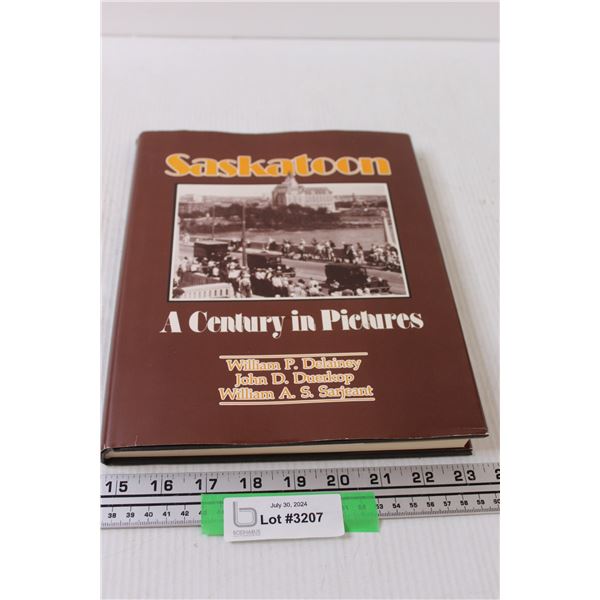 Saskatoon
A Century in Pictures
William P. Delainey
John D. Duerkop
William A. S. Sarjeant
15 16 17 18 19 20 21 22 23
July 30, 2024
Lot #3207
BODNARUS